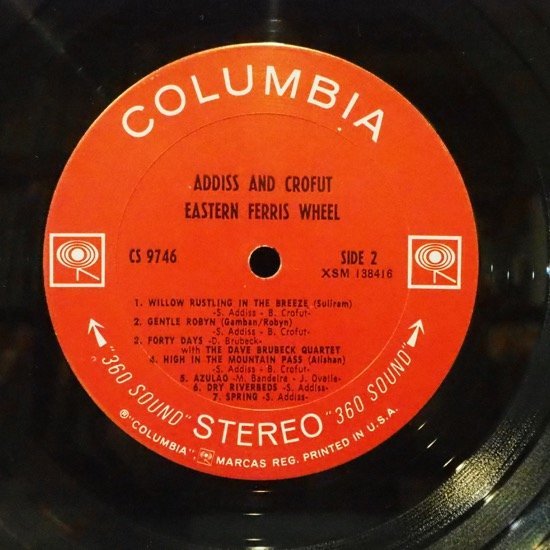 COLUMBIA
ADDISS AND CROFUT
EASTERN FERRIS WHEEL
CS 9746
SIDE 2
XSM 138416
1. WILLOW RUSTLING IN THE BREEZE (Suliram)
-S. Addiss - B. Crofut-
2. GENTLE ROBYN (Gamban/Robyn)
-S. Addiss - B. Crofut-
3. FORTY DAYS -D. Brubeck-
with THE DAVE BRUBECK QUARTET
4. HIGH IN THE MOUNTAIN PASS (Alishan)
-S. Addiss - B. Crofut-
5. AZULAO -M. Bandeira - J. Ovalle-
6. DRY RIVERBEDS -S. Addiss-
7. SPRING -S. Addiss-
"360 SOUND" STEREO "360 SOUND"
® "COLUMBIA", MARCAS REG. PRINTED IN U.S.A.